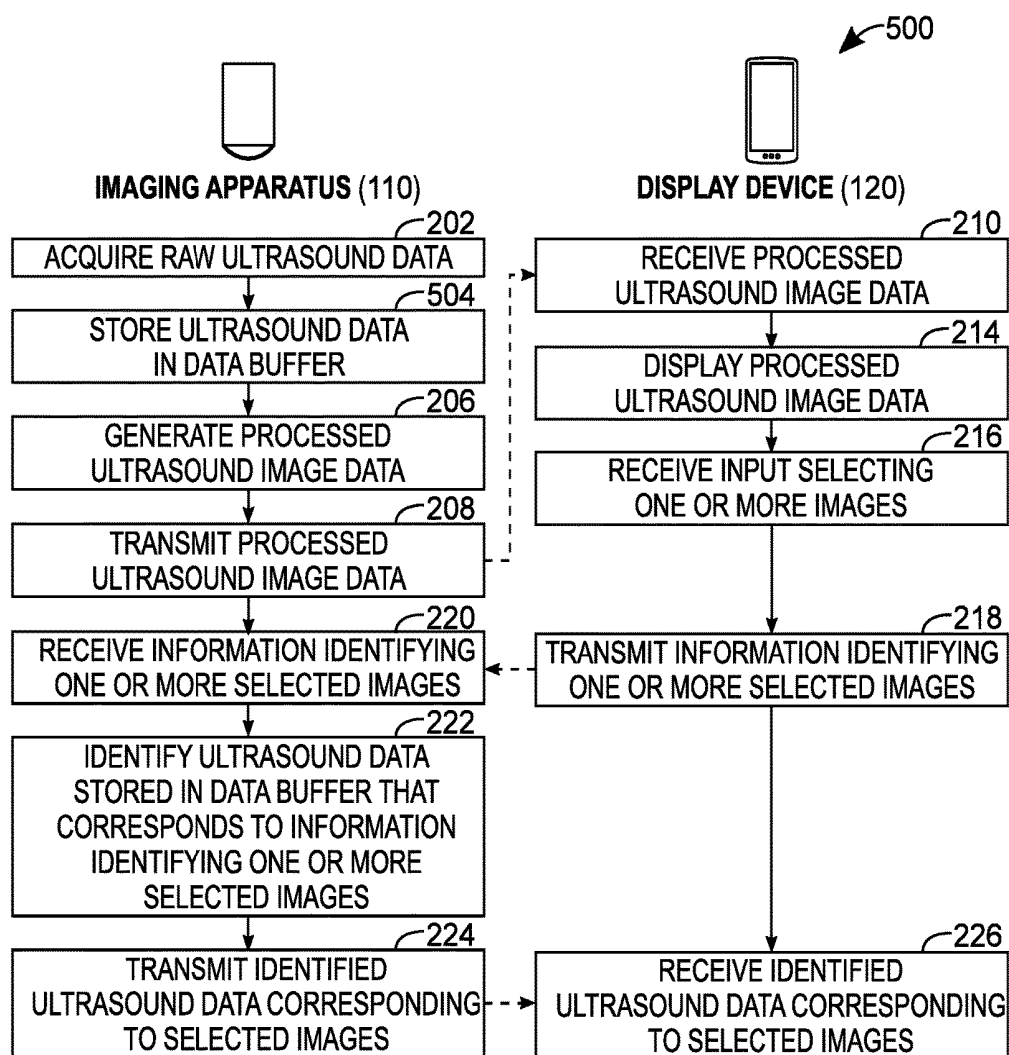 500
IMAGING APPARATUS (110)
202
ACQUIRE RAW ULTRASOUND DATA
504
STORE ULTRASOUND DATA
IN DATA BUFFER
206
GENERATE PROCESSED
ULTRASOUND IMAGE DATA
208
TRANSMIT PROCESSED
ULTRASOUND IMAGE DATA
220
RECEIVE INFORMATION IDENTIFYING
ONE OR MORE SELECTED IMAGES
222
IDENTIFY ULTRASOUND DATA
STORED IN DATA BUFFER THAT
CORRESPONDS TO INFORMATION
IDENTIFYING ONE OR MORE
SELECTED IMAGES
224
TRANSMIT IDENTIFIED
ULTRASOUND DATA CORRESPONDING
TO SELECTED IMAGES
DISPLAY DEVICE (120)
210
RECEIVE PROCESSED
ULTRASOUND IMAGE DATA
214
DISPLAY PROCESSED
ULTRASOUND IMAGE DATA
216
RECEIVE INPUT SELECTING
ONE OR MORE IMAGES
218
TRANSMIT INFORMATION IDENTIFYING
ONE OR MORE SELECTED IMAGES
226
RECEIVE IDENTIFIED
ULTRASOUND DATA CORRESPONDING
TO SELECTED IMAGES